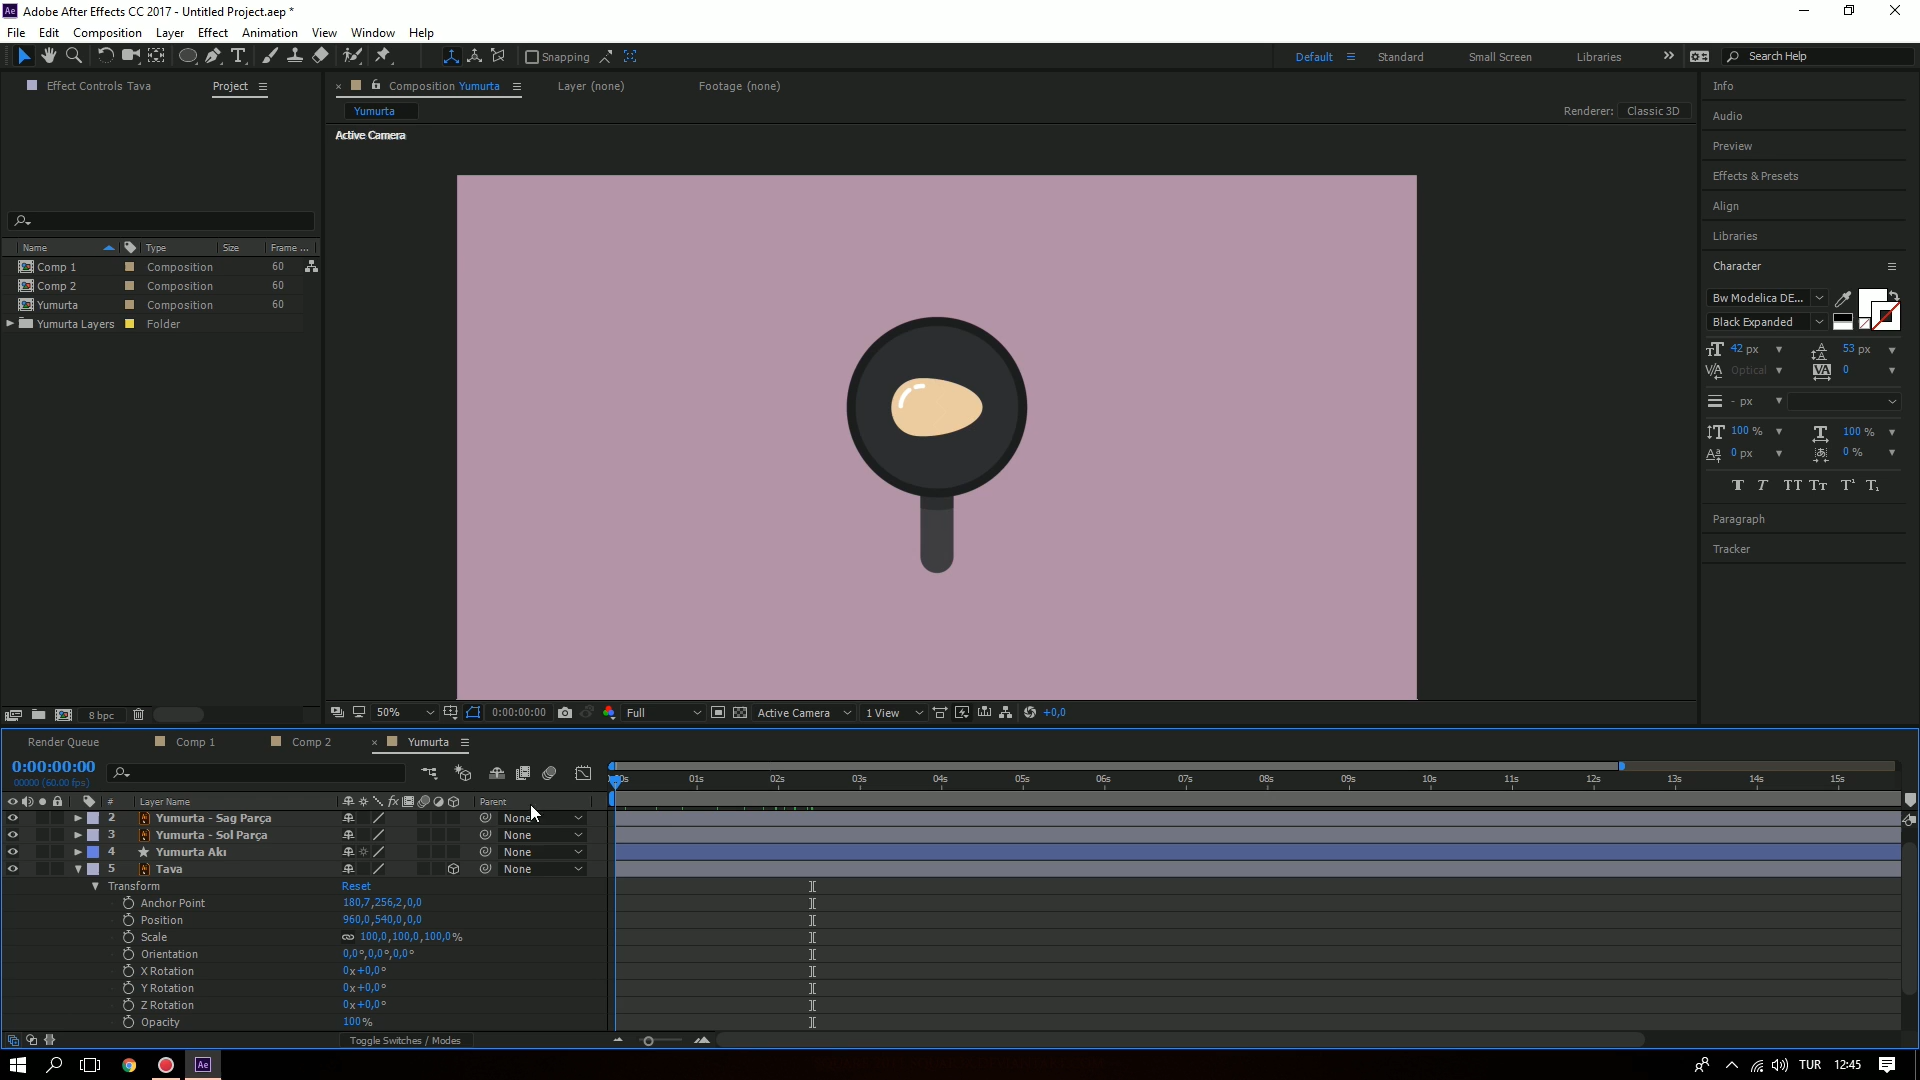 Adobe After Effects CC 2017 - Untitled Project.aep *
File Edit Composition Layer Effect Animation View Window Help
Snapping
Default Standard Small Screen Libraries Search Help
Effect Controls Tava Project
Composition Yumurta Layer (none) Footage (none)
Yumurta
Renderer: Classic 3D
Active Camera
Name Type Size Frame ...
Comp 1 Composition 60
Comp 2 Composition 60
Yumurta Composition 60
Yumurta Layers Folder
8 bpc
50% 0:00:00:00 Full Active Camera 1 View +0,0
Info
Audio
Preview
Effects & Presets
Align
Libraries
Character
Bw Modelica DE...
Black Expanded
42 px 53 px
Optical 0
- px
100 % 100 %
0 px 0 %
T T TT Tt T¹ T₁
Paragraph
Tracker
Render Queue Comp 1 Comp 2 Yumurta
0:00:00:00
00000 (60.00 fps)
01s 02s 03s 04s 05s 06s 07s 08s 09s 10s 11s 12s 13s 14s 15s
# Layer Name Parent
2 Yumurta - Sag Parça None
3 Yumurta - Sol Parça None
4 Yumurta Akı None
5 Tava None
Transform Reset
Anchor Point 180,7,256,2,0,0
Position 960,0,540,0,0,0
Scale 100,0,100,0,100,0%
Orientation 0,0°,0,0°,0,0°
X Rotation 0x+0,0°
Y Rotation 0x+0,0°
Z Rotation 0x+0,0°
Opacity 100%
Toggle Switches / Modes
Ae TUR 12:45